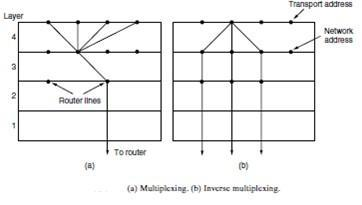 Layer
Transport address
4
Network
address
3
Router lines
2
1
To router
(a)
(b)
(a) Multiplexing. (b) Inverse multiplexing.